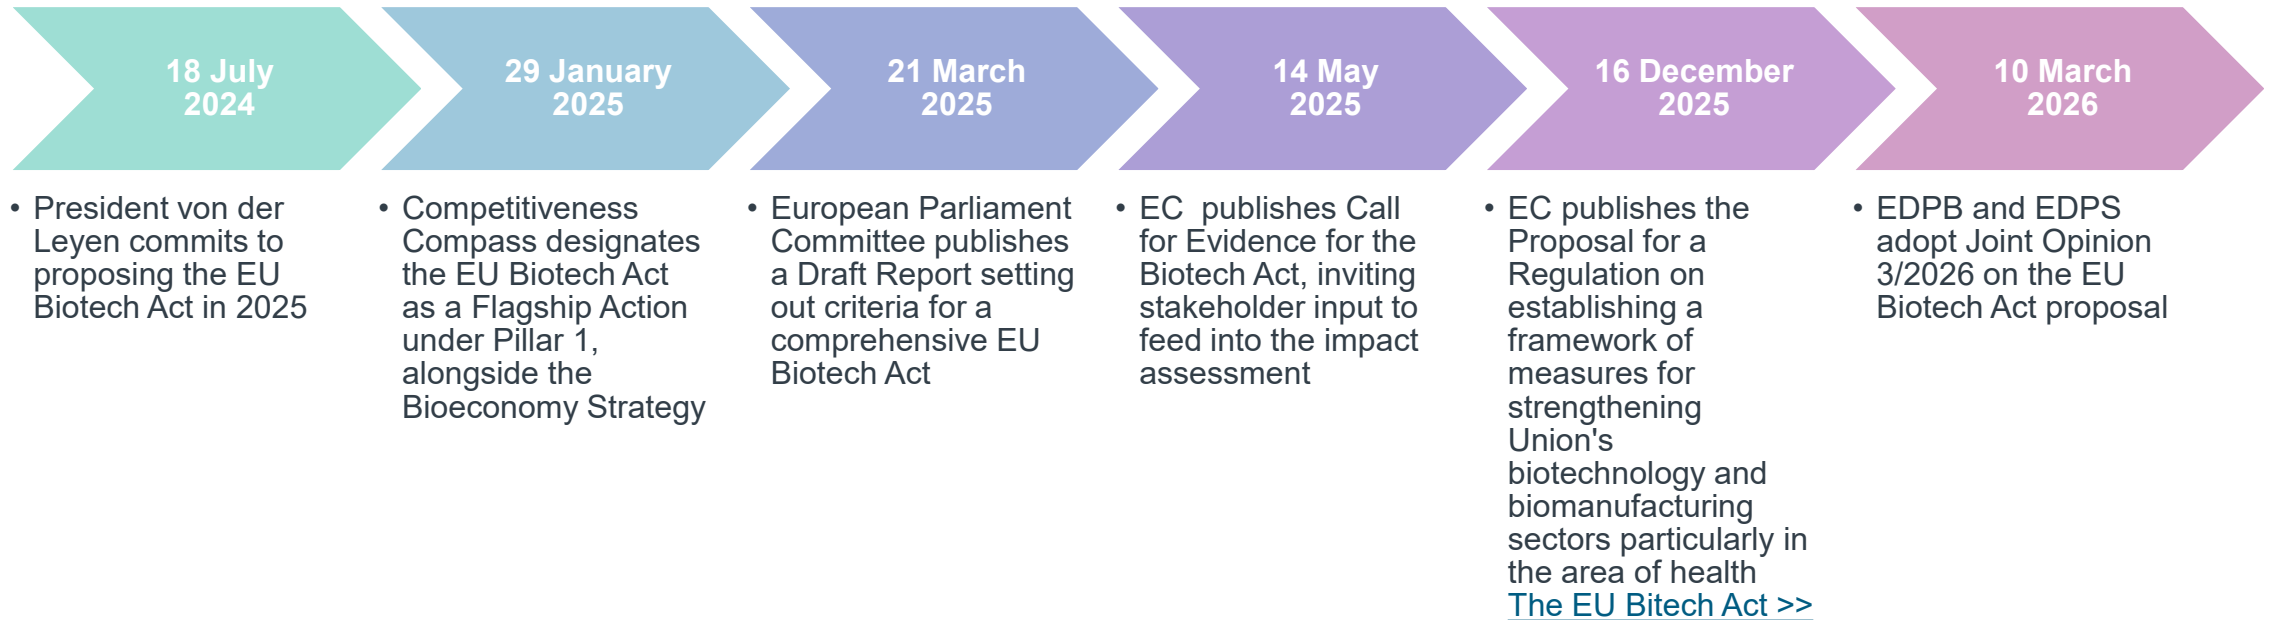 18 July
2024
29 January
2025
21 March
2025
14 May
2025
16 December
2025
10 March
2026
• President von der
Leyen commits to
proposing the EU
Biotech Act in 2025
• Competitiveness
Compass designates
the EU Biotech Act
as a Flagship Action
under Pillar 1,
alongside the
Bioeconomy Strategy
• European Parliament
Committee publishes
a Draft Report setting
out criteria for a
comprehensive EU
Biotech Act
• EC  publishes Call
for Evidence for the
Biotech Act, inviting
stakeholder input to
feed into the impact
assessment
• EC publishes the
Proposal for a
Regulation on
establishing a
framework of
measures for
strengthening
Union's
biotechnology and
biomanufacturing
sectors particularly in
the area of health
The EU Bitech Act >>
• EDPB and EDPS
adopt Joint Opinion
3/2026 on the EU
Biotech Act proposal